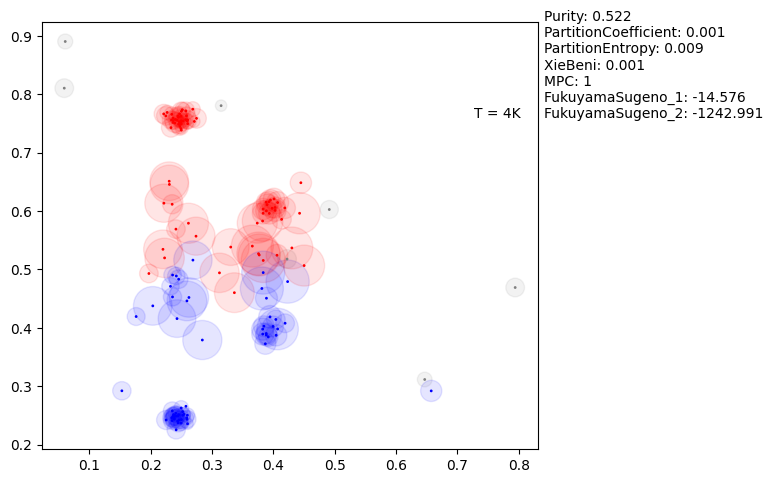 Purity: 0.522
PartitionCoefficient: 0.001
PartitionEntropy: 0.009
XieBeni: 0.001
MPC: 1
FukuyamaSugeno_1: -14.576
FukuyamaSugeno_2: -1242.991
T = 4K
0.9
0.8
0.7
0.6
0.5
0.4
0.3
0.2
0.1 0.2 0.3 0.4 0.5 0.6 0.7 0.8